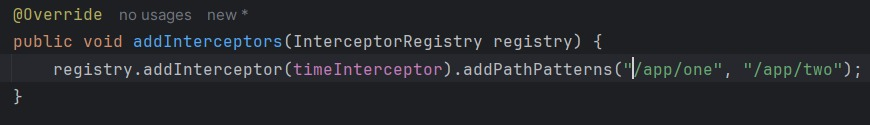 @Override no usages new *
public void addInterceptors(InterceptorRegistry registry) {
registry.addInterceptor(timeInterceptor).addPathPatterns("/app/one", "/app/two");
}